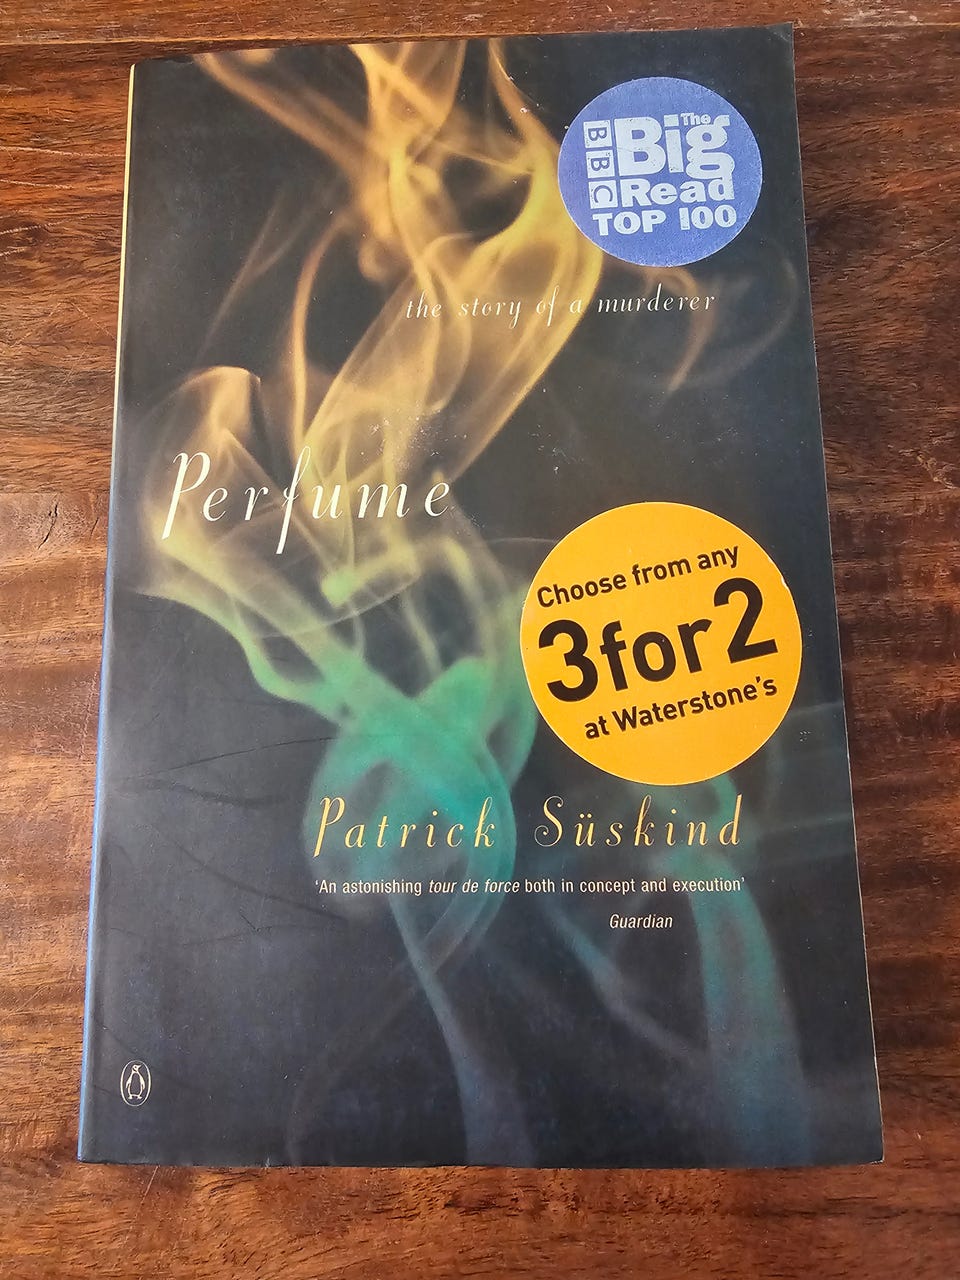 The
BBC
Big
Read
TOP 100
the story of a murderer
Perfume
Choose from any
3for2
at Waterstone's
Patrick Süskind
'An astonishing tour de force both in concept and execution'
Guardian